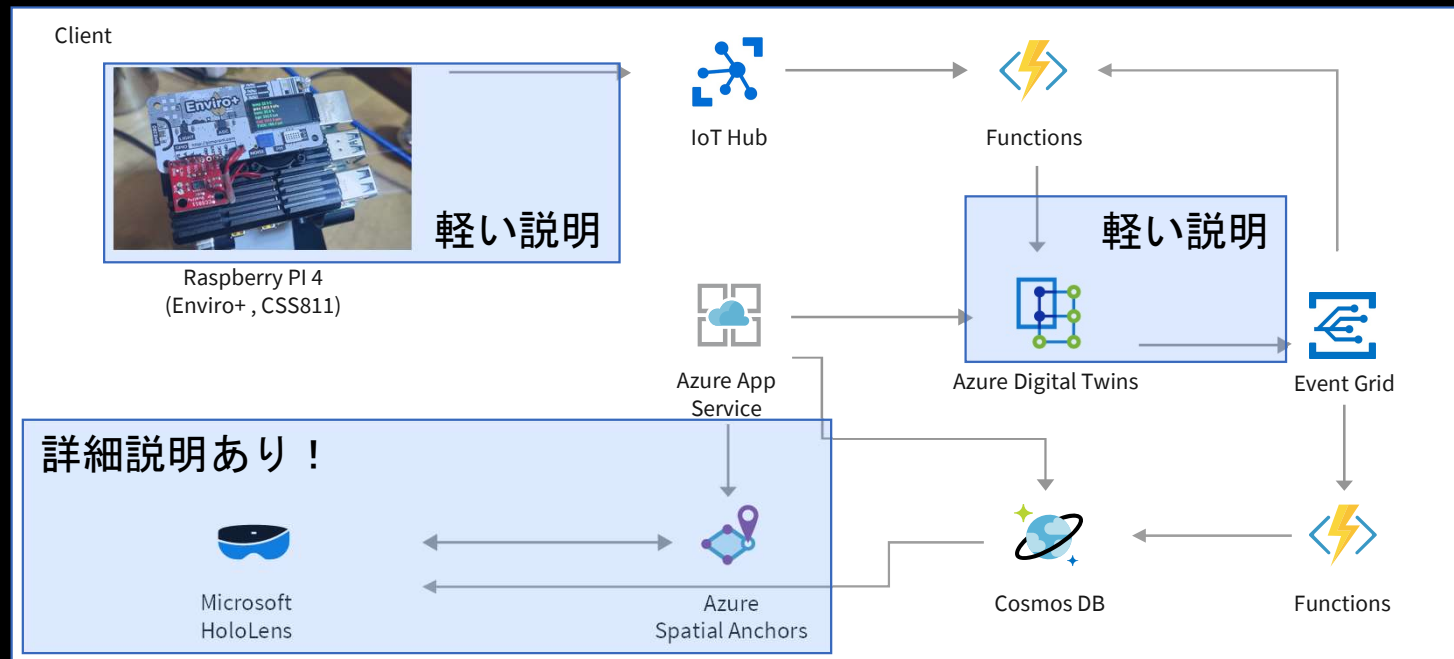 Client
Enviro+
軽い説明
Raspberry PI 4
(Enviro+ , CSS811)
IoT Hub
Functions
軽い説明
Azure App
Service
Azure Digital Twins
Event Grid
詳細説明あり！
Microsoft
HoloLens
Azure
Spatial Anchors
Cosmos DB
Functions